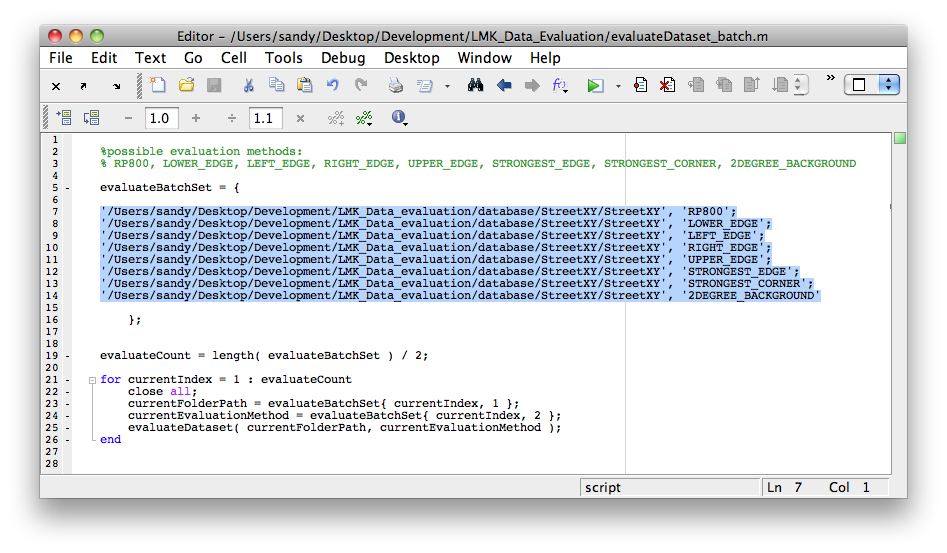 Editor – /Users/sandy/Desktop/Development/LMK_Data_Evaluation/evaluateDataset_batch.m
File Edit Text Go Cell Tools Debug Desktop Window Help
1.0 1.1
1
2 %possible evaluation methods:
3 % RP800, LOWER_EDGE, LEFT_EDGE, RIGHT_EDGE, UPPER_EDGE, STRONGEST_EDGE, STRONGEST_CORNER, 2DEGREE_BACKGROUND
4
5 - evaluateBatchSet = {
6
7 '/Users/sandy/Desktop/Development/LMK_Data_evaluation/database/StreetXY/StreetXY', 'RP800';
8 '/Users/sandy/Desktop/Development/LMK_Data_evaluation/database/StreetXY/StreetXY', 'LOWER_EDGE';
9 '/Users/sandy/Desktop/Development/LMK_Data_evaluation/database/StreetXY/StreetXY', 'LEFT_EDGE';
10 '/Users/sandy/Desktop/Development/LMK_Data_evaluation/database/StreetXY/StreetXY', 'RIGHT_EDGE';
11 '/Users/sandy/Desktop/Development/LMK_Data_evaluation/database/StreetXY/StreetXY', 'UPPER_EDGE';
12 '/Users/sandy/Desktop/Development/LMK_Data_evaluation/database/StreetXY/StreetXY', 'STRONGEST_EDGE';
13 '/Users/sandy/Desktop/Development/LMK_Data_evaluation/database/StreetXY/StreetXY', 'STRONGEST_CORNER';
14 '/Users/sandy/Desktop/Development/LMK_Data_evaluation/database/StreetXY/StreetXY', '2DEGREE_BACKGROUND'
15
16 };
17
18
19 - evaluateCount = length( evaluateBatchSet ) / 2;
20
21 - for currentIndex = 1 : evaluateCount
22 - close all;
23 - currentFolderPath = evaluateBatchSet{ currentIndex, 1 };
24 - currentEvaluationMethod = evaluateBatchSet{ currentIndex, 2 };
25 - evaluateDataset( currentFolderPath, currentEvaluationMethod );
26 - end
27
28
script Ln 7 Col 1